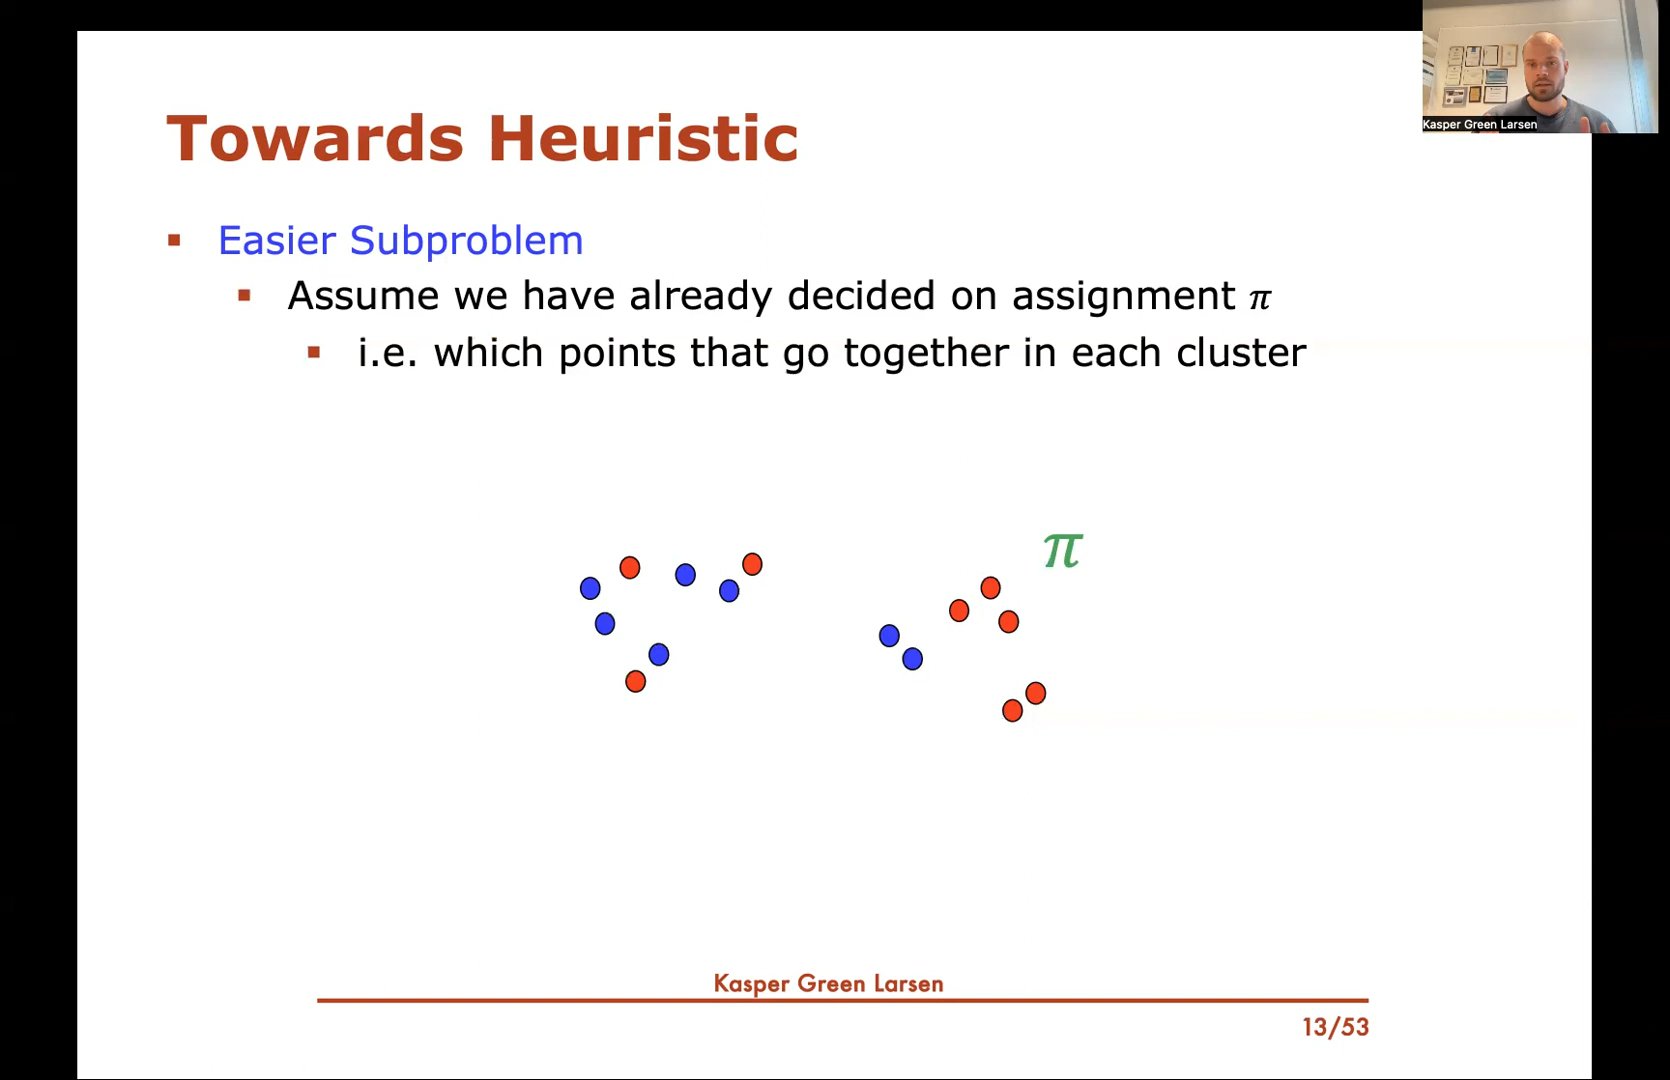 Kasper Green Larsen
Towards Heuristic
Easier Subproblem
Assume we have already decided on assignment π
i.e. which points that go together in each cluster
π
Kasper Green Larsen
13/53